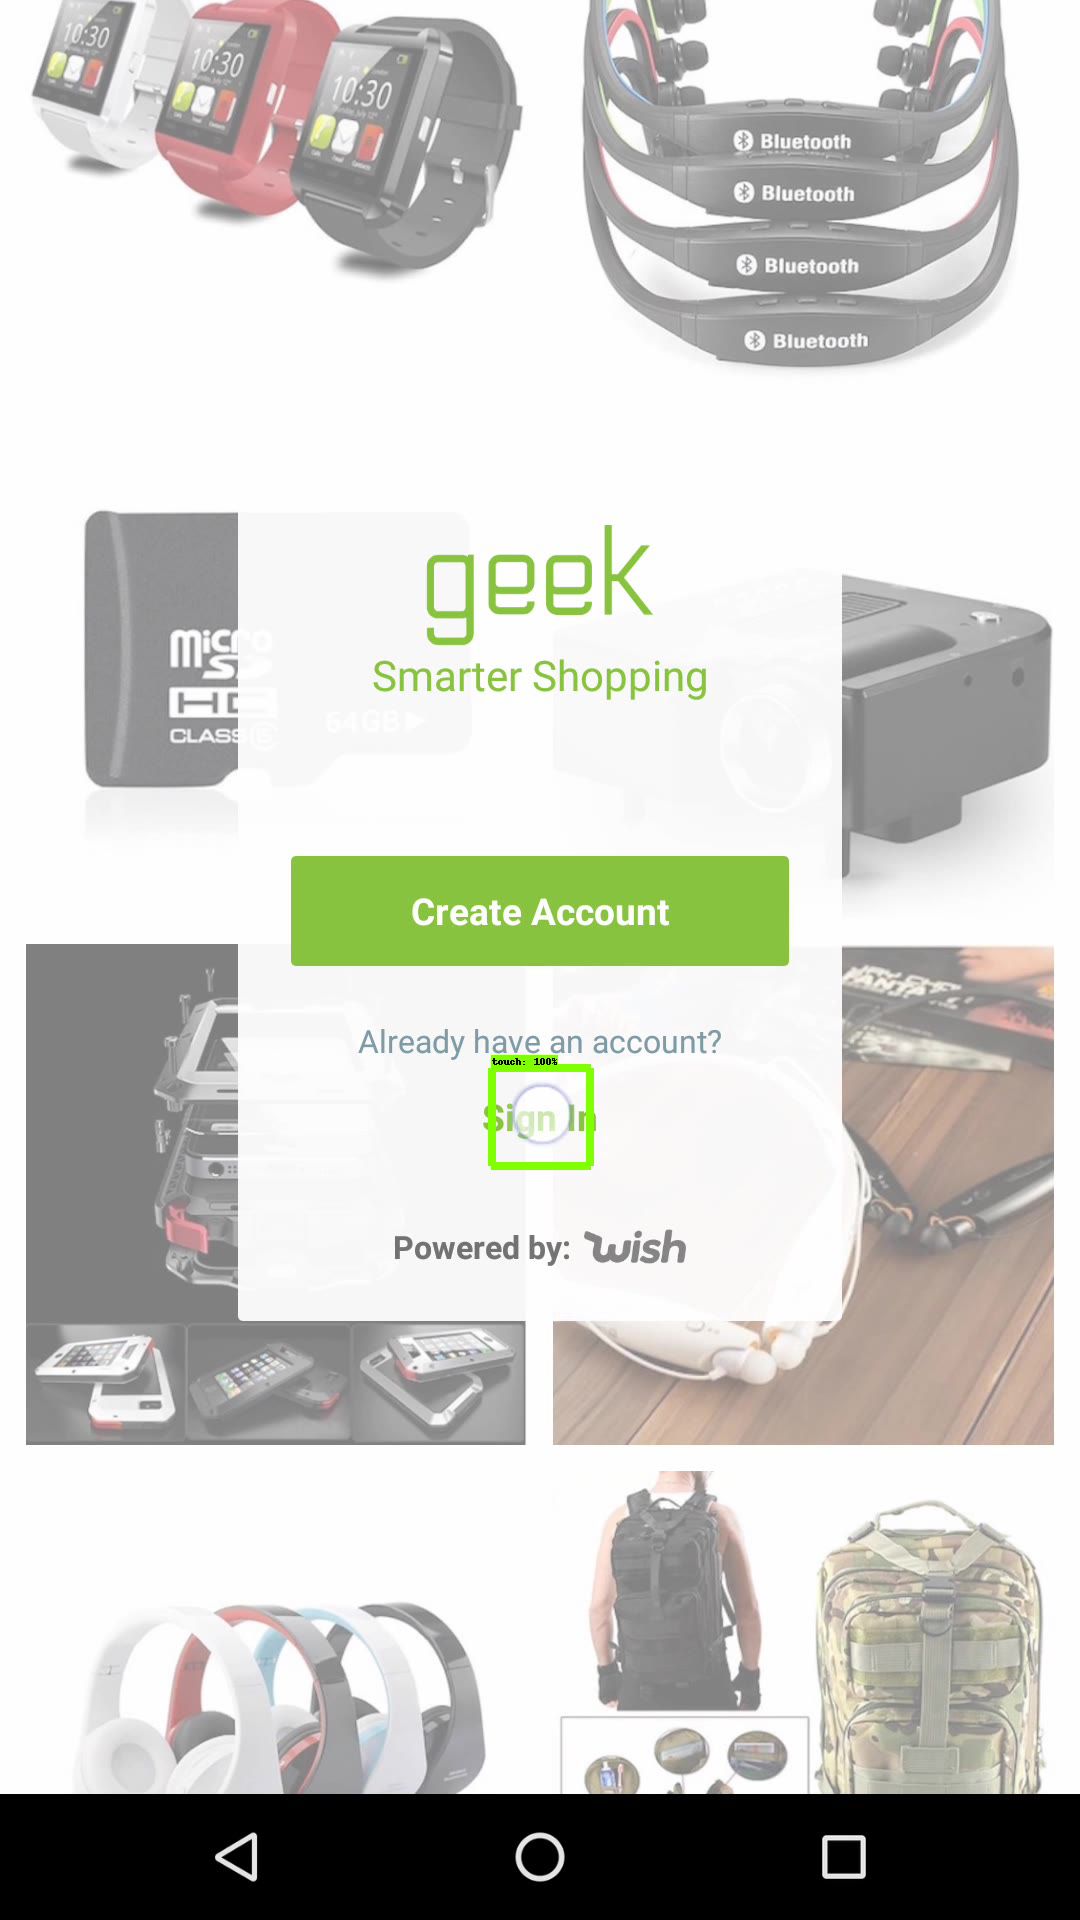 10:30
10:30
10:30
Bluetooth
Bluetooth
Bluetooth
Bluetooth
geek
Smarter Shopping
micro
HC
CLASS 6
64GB
Create Account
Already have an account?
touch: 100%
Sign In
Powered by: wish